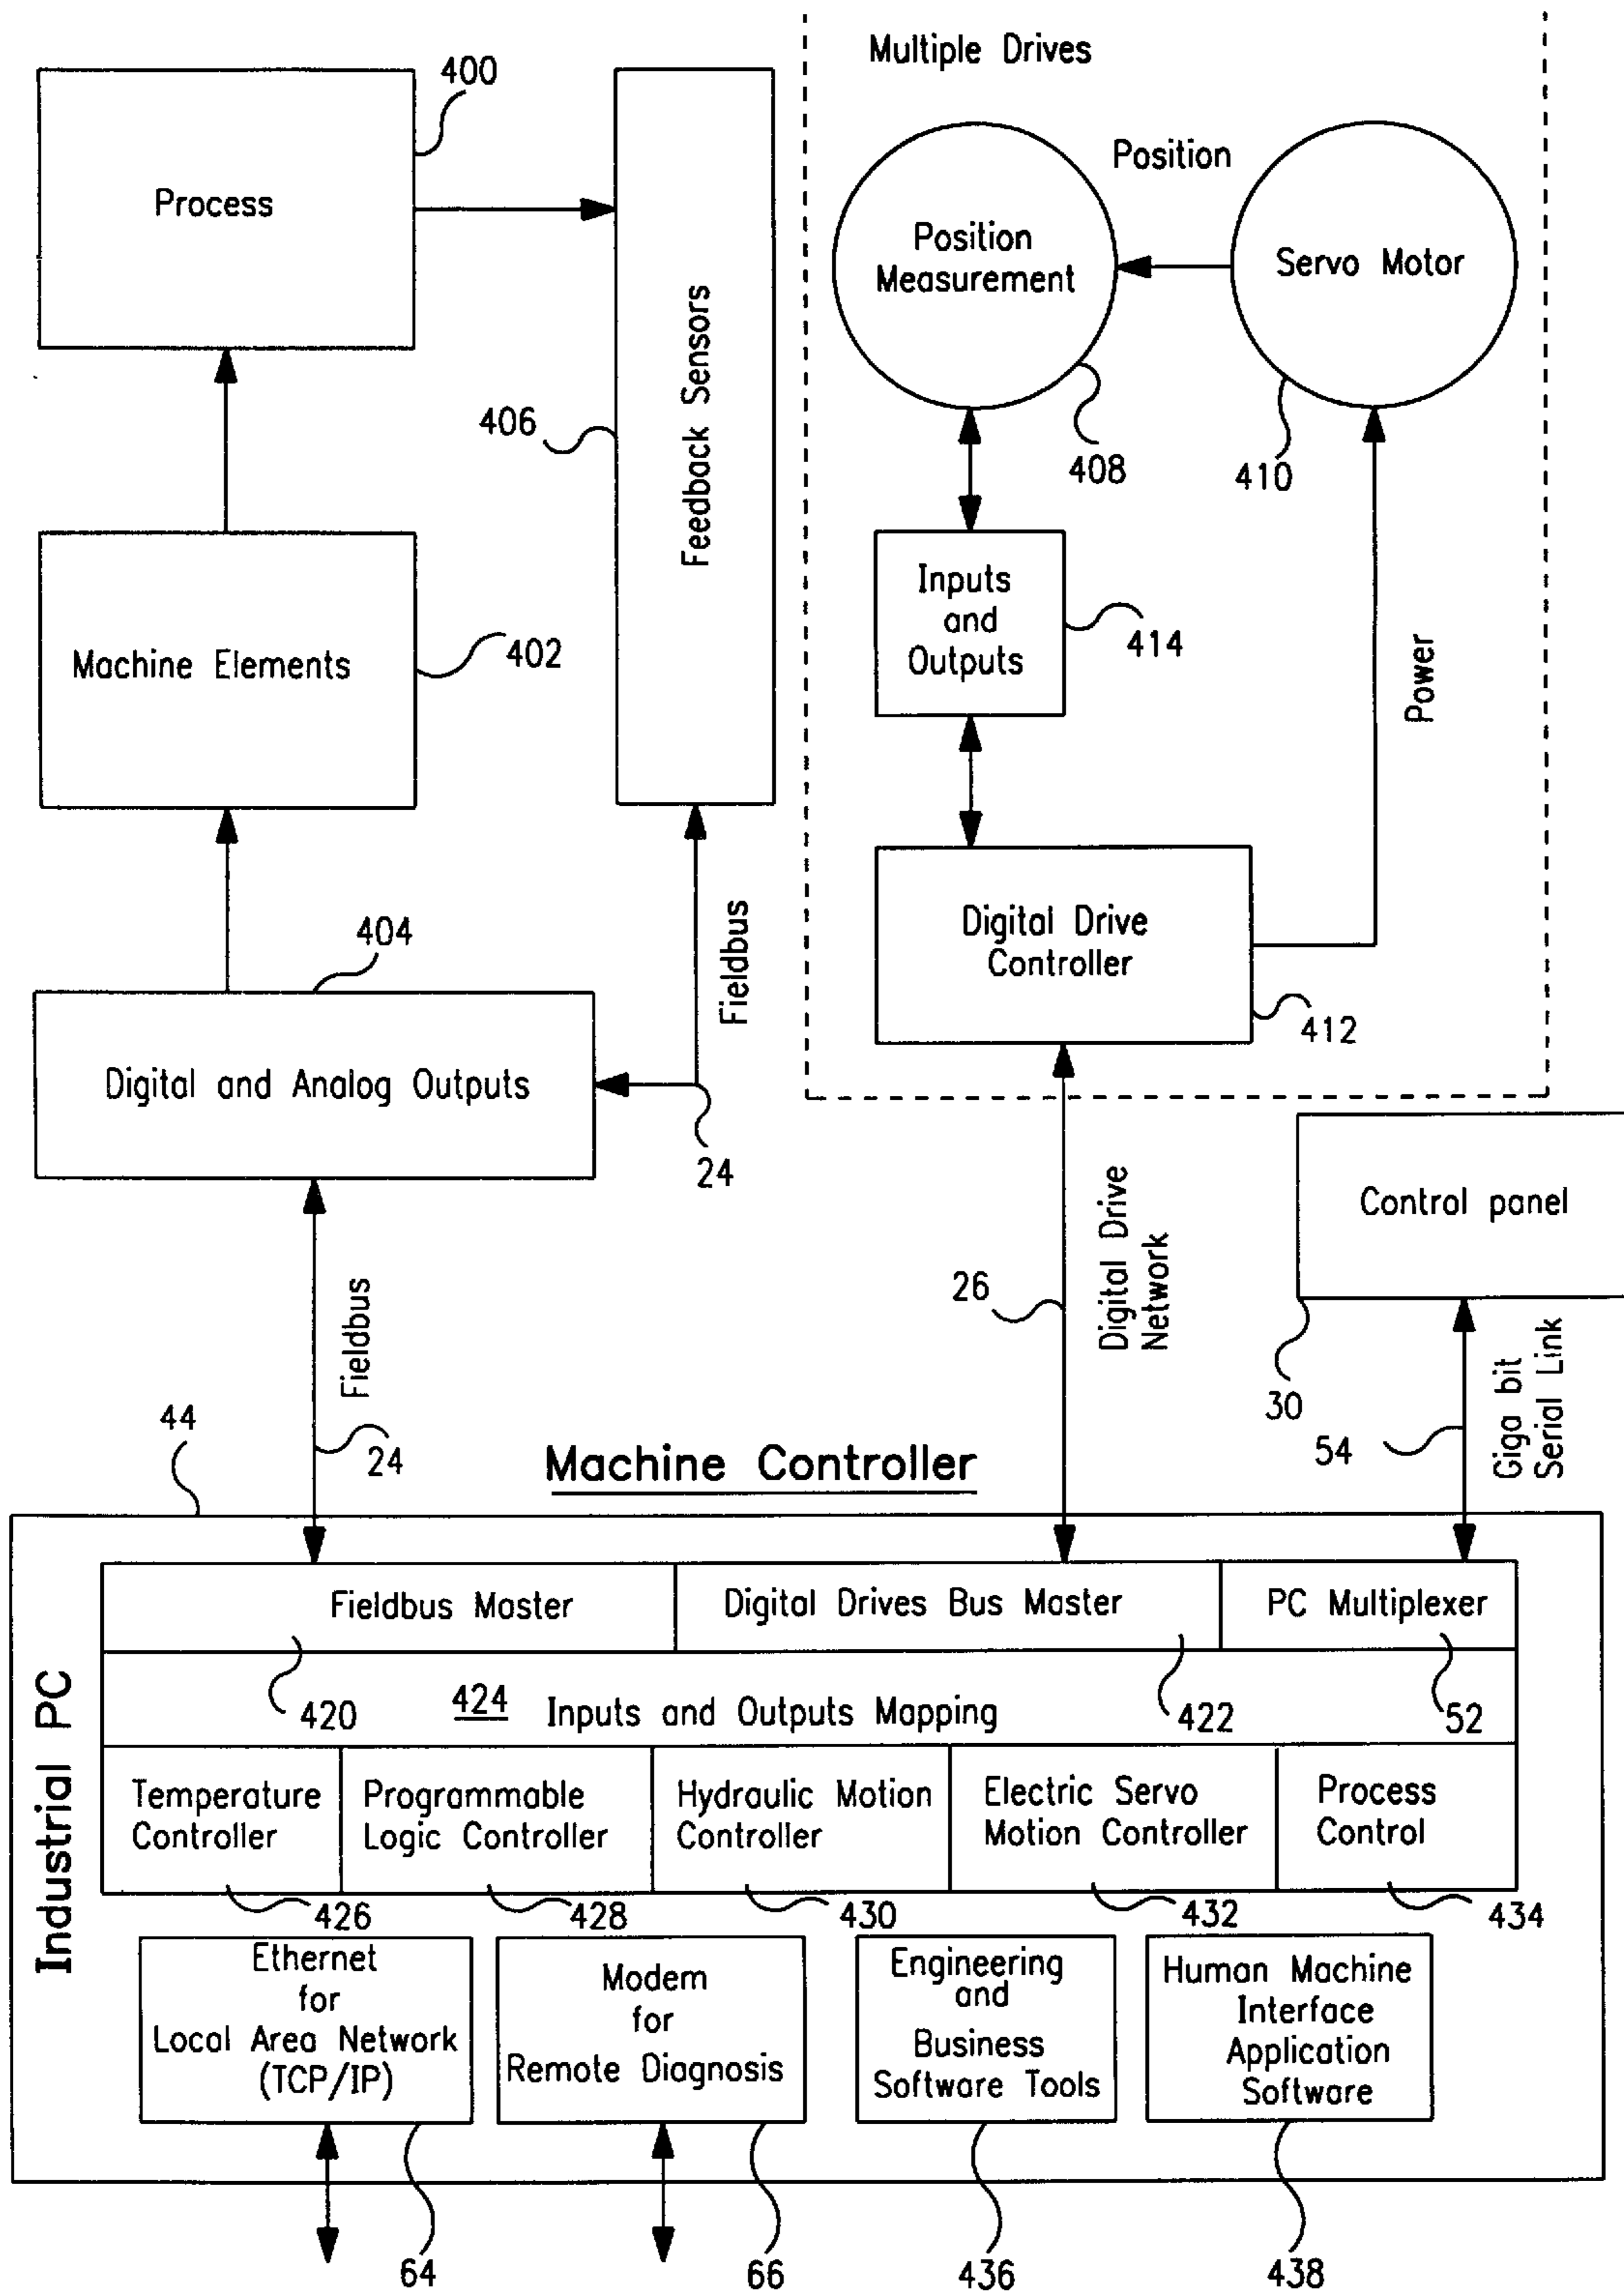 Multiple Drives
400
Process
Position
Position
Measurement
Servo Motor
Feedback Sensors
406
408
410
Inputs
and
Outputs
414
Machine Elements
402
Power
404
Fieldbus
Digital Drive
Controller
412
Digital and Analog Outputs
24
Control panel
Digital Drive
Network
26
Fieldbus
30
Giga bit
Serial Link
54
44
24
Machine Controller
Industrial PC
Fieldbus Master
Digital Drives Bus Master
PC Multiplexer
420
424
Inputs and Outputs Mapping
422
52
Temperature
Controller
Programmable
Logic Controller
Hydraulic Motion
Controller
Electric Servo
Motion Controller
Process
Control
426
428
430
432
434
Ethernet
for
Local Area Network
(TCP/IP)
Modem
for
Remote Diagnosis
Engineering
and
Business
Software Tools
Human Machine
Interface
Application
Software
64
66
436
438